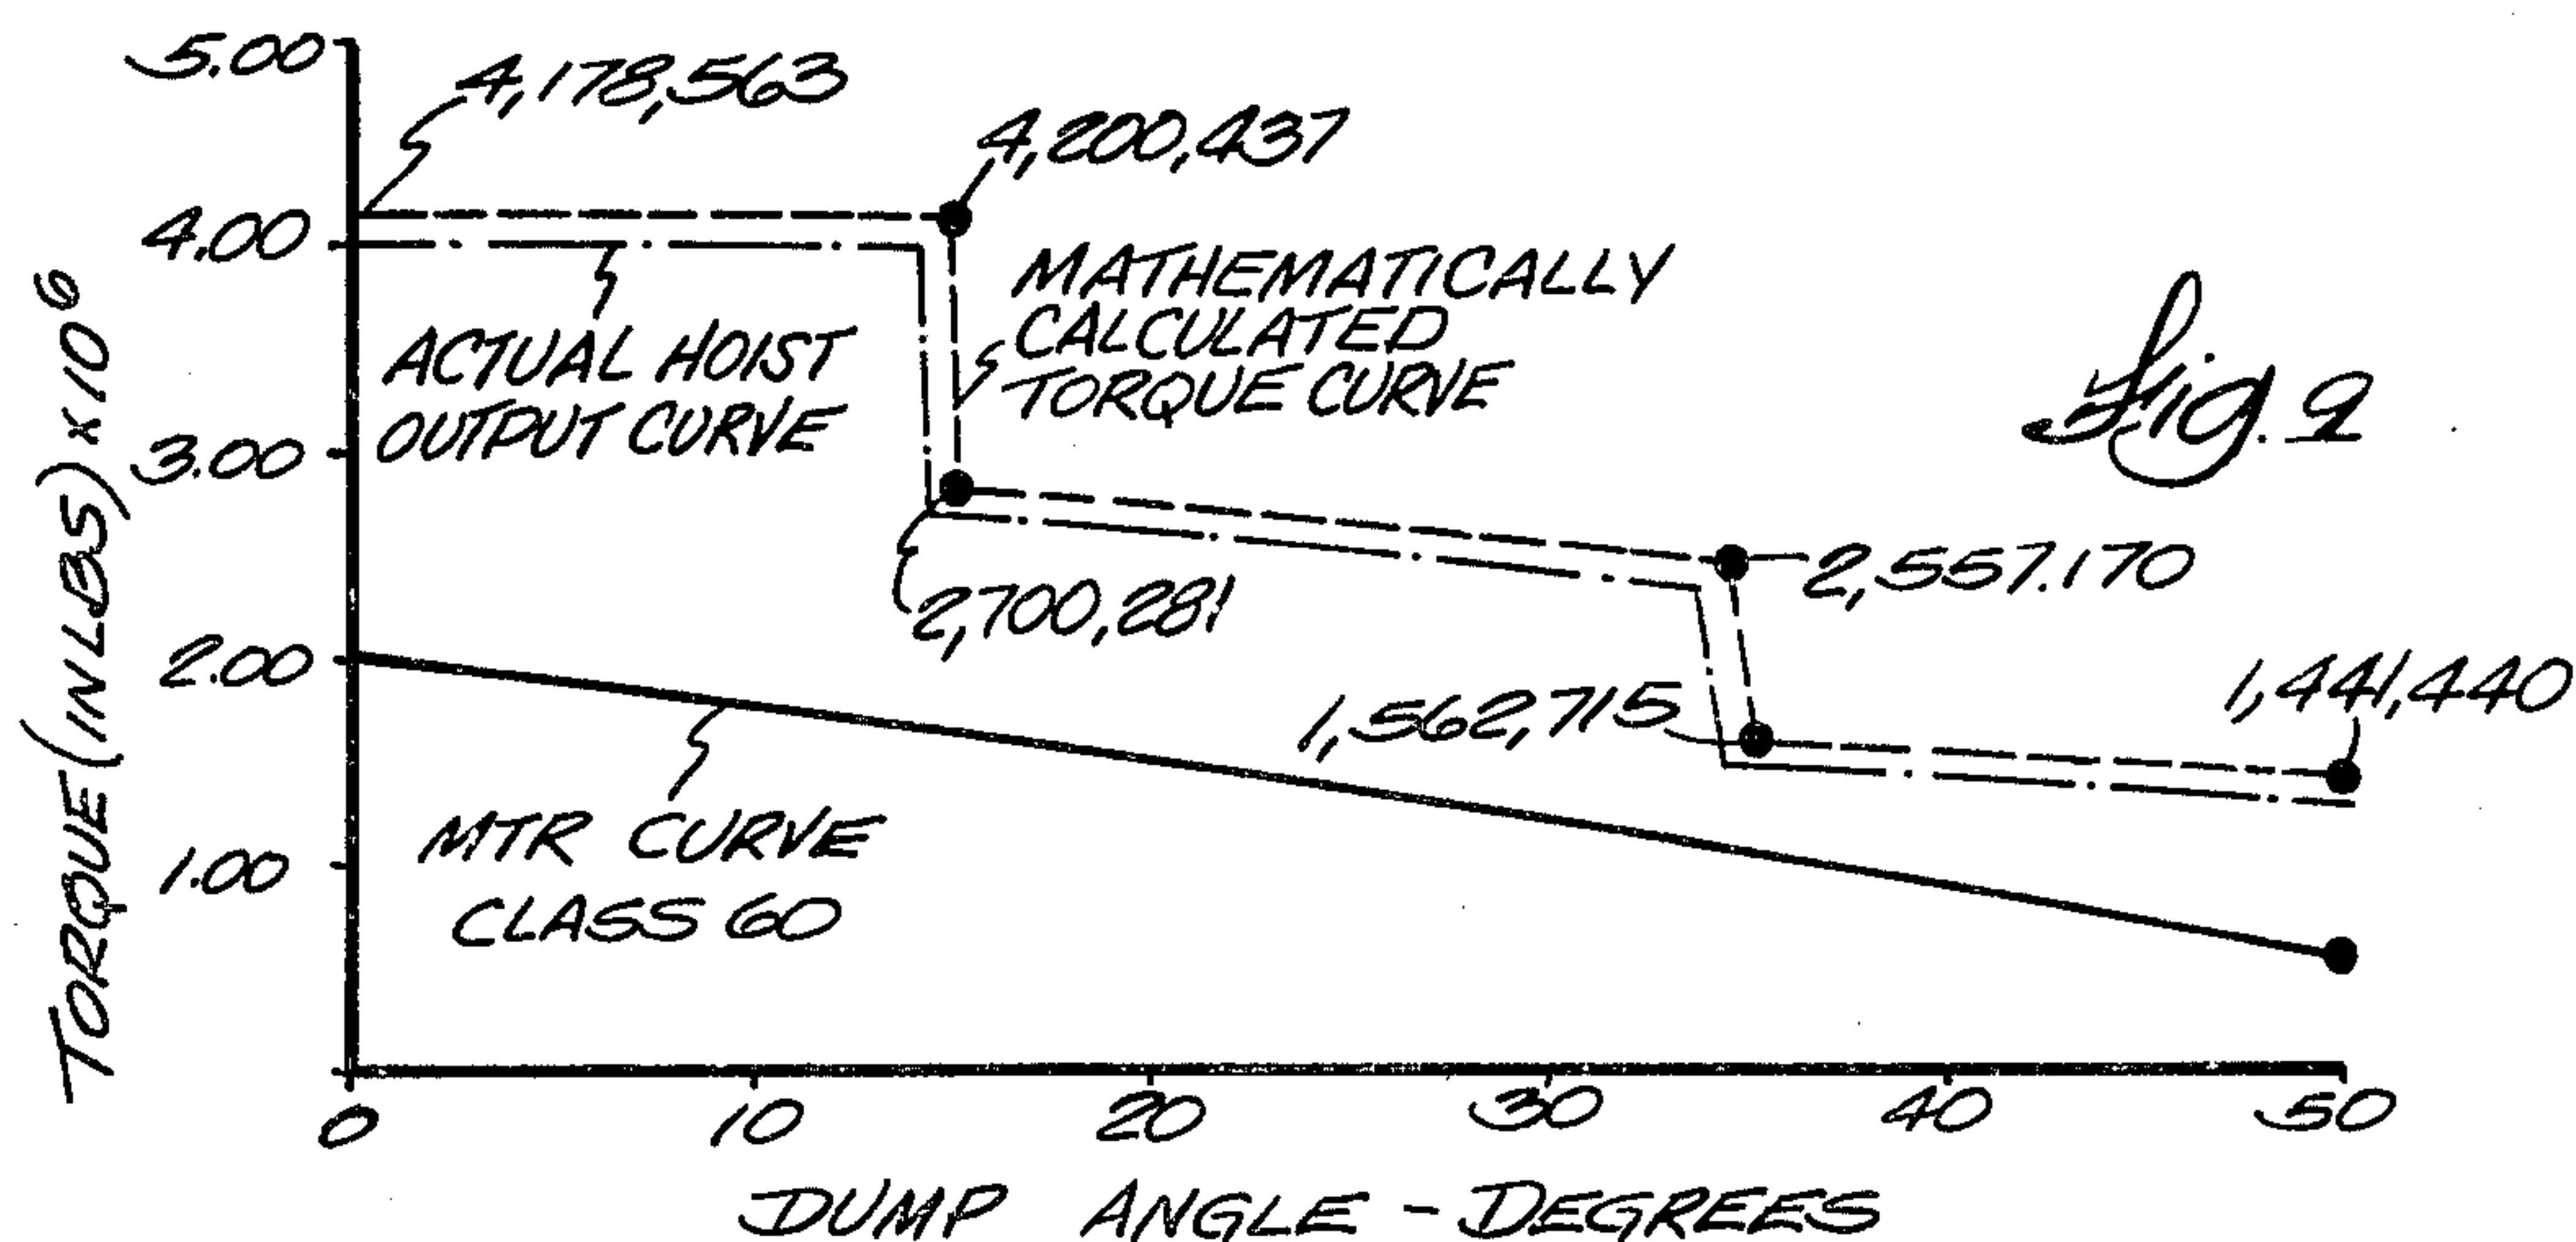 5.00
4,178,563
4,200,437
4.00
MATHEMATICALLY
CALCULATED
TORQUE CURVE
ACTUAL HOIST
OUTPUT CURVE
Fig. 9
3.00
TORQUE (IN LBS) x 10⁶
2,557.170
2,700,281
2.00
1,562,715
1,441,440
MTR CURVE
CLASS 60
1.00
0 10 20 30 40 50
DUMP ANGLE - DEGREES